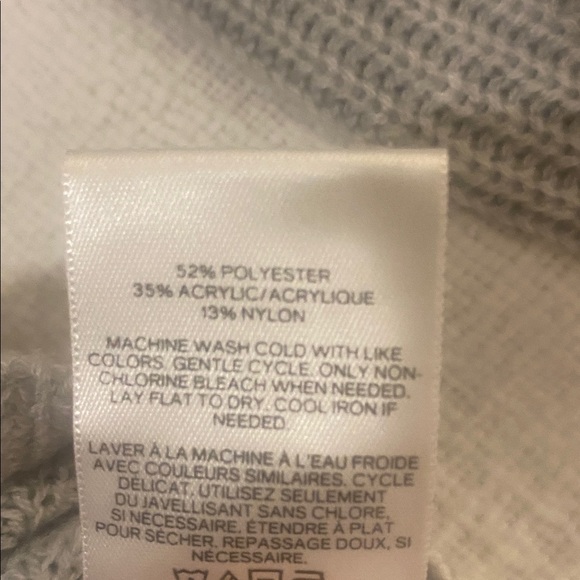 52% POLYESTER
35% ACRYLIC/ACRYLIQUE
13% NYLON
MACHINE WASH COLD WITH LIKE
COLORS. GENTLE CYCLE. ONLY NON-
CHLORINE BLEACH WHEN NEEDED.
LAY FLAT TO DRY. COOL IRON IF
NEEDED.
LAVER À LA MACHINE À L'EAU FROIDE
AVEC COULEURS SIMILAIRES. CYCLE
DÉLICAT. UTILISEZ SEULEMENT
DU JAVELLISANT SANS CHLORE,
SI NÉCESSAIRE. ÉTENDRE À PLAT
POUR SÉCHER. REPASSAGE DOUX, SI
NÉCESSAIRE.